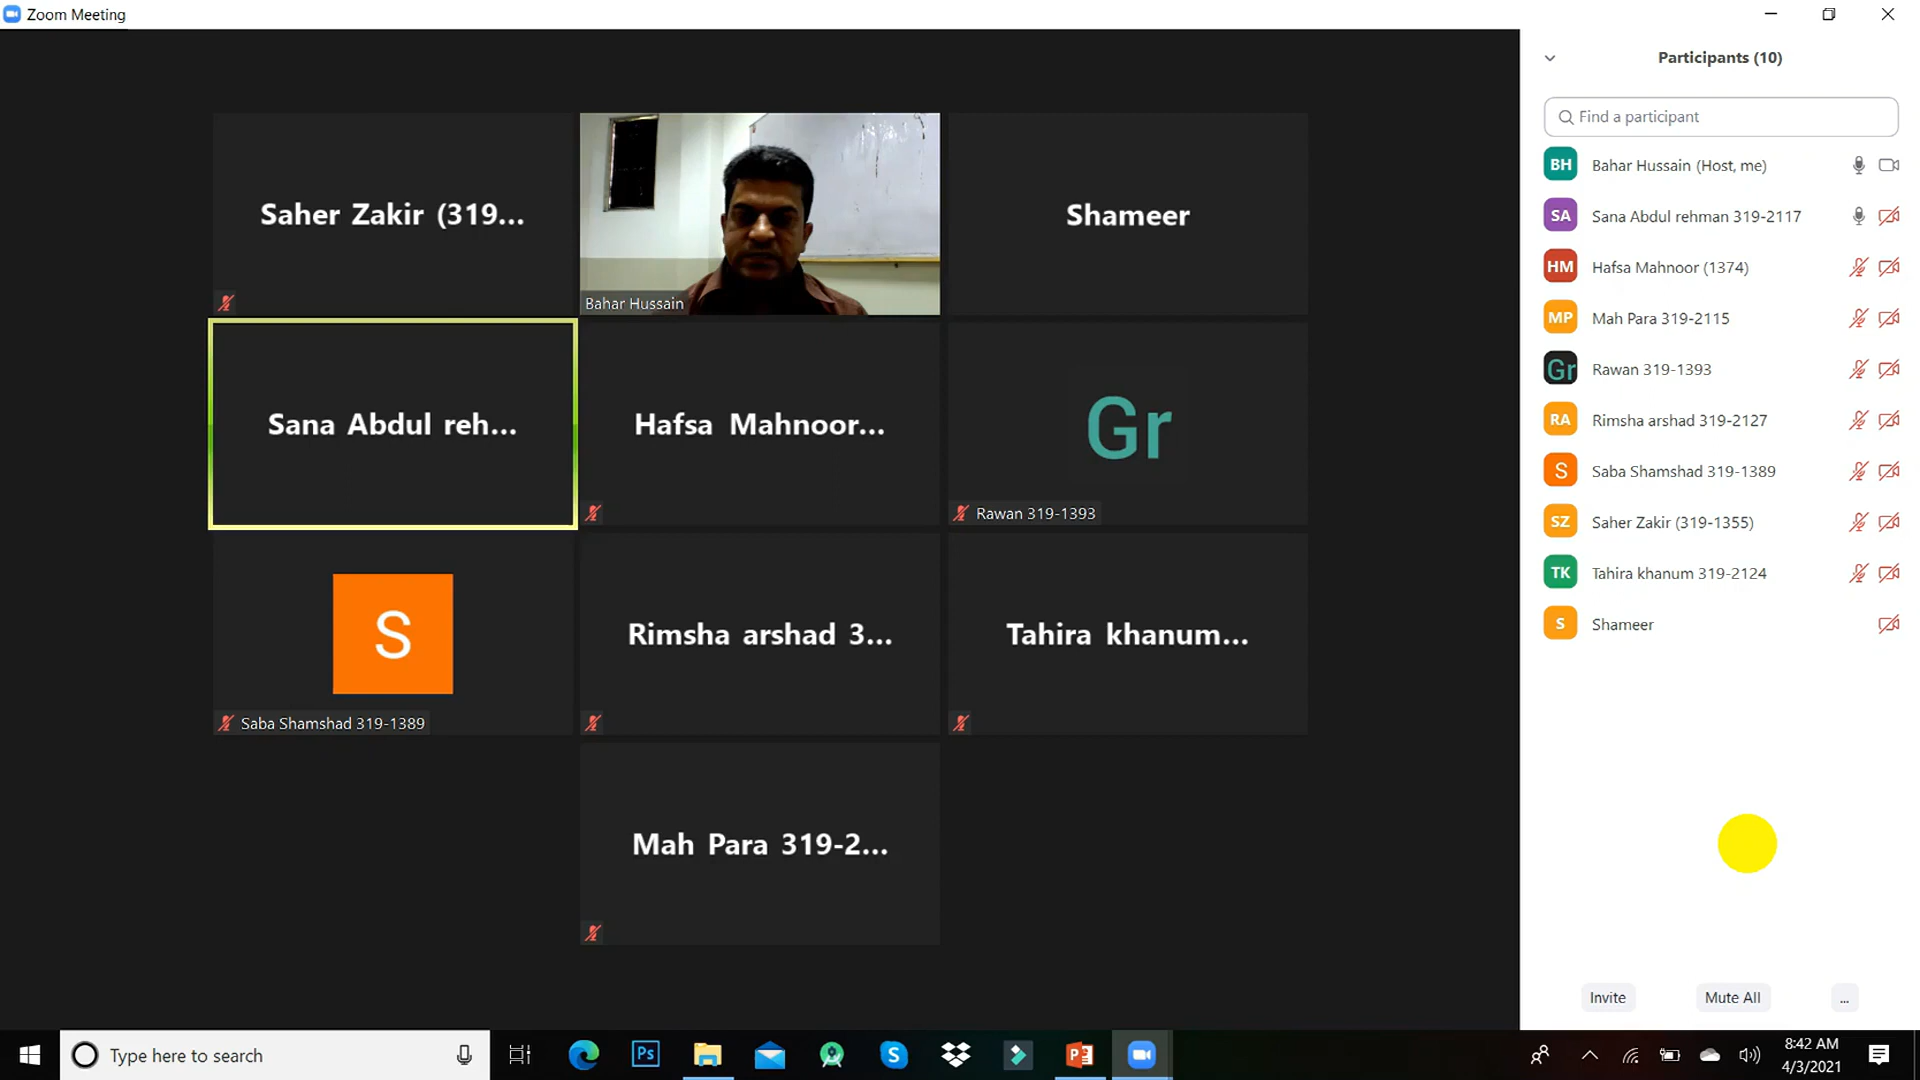 Zoom Meeting
Saher Zakir (319...
Bahar Hussain
Shameer
Sana Abdul reh...
Hafsa Mahnoor...
Gr
Rawan 319-1393
S
Saba Shamshad 319-1389
Rimsha arshad 3...
Tahira khanum...
Mah Para 319-2...
Participants (10)
Find a participant
BH Bahar Hussain (Host, me)
SA Sana Abdul rehman 319-2117
HM Hafsa Mahnoor (1374)
MP Mah Para 319-2115
Gr Rawan 319-1393
RA Rimsha arshad 319-2127
S Saba Shamshad 319-1389
SZ Saher Zakir (319-1355)
TK Tahira khanum 319-2124
S Shameer
Invite Mute All ...
Type here to search
Ps
S
P
8:42 AM
4/3/2021